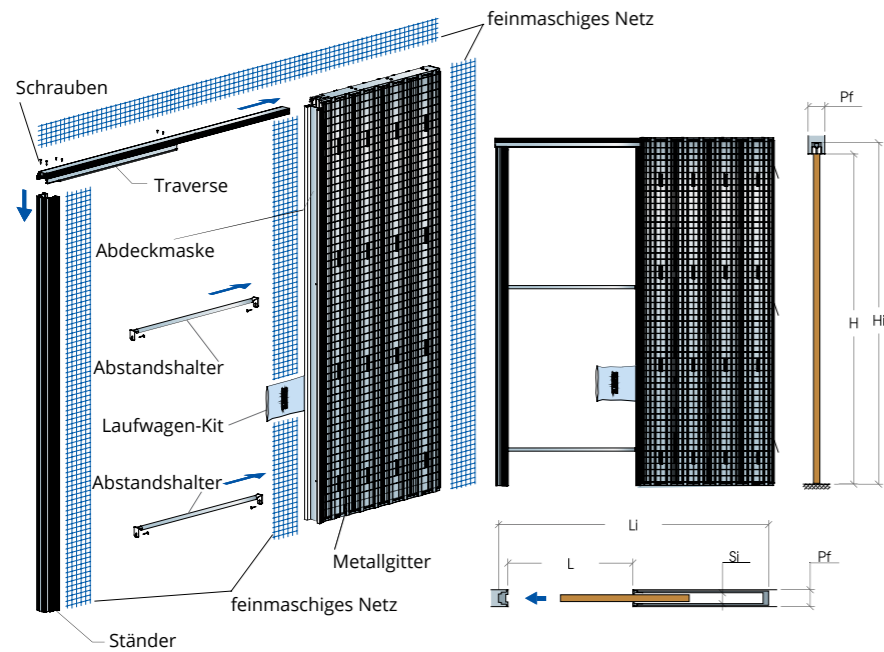 feinmaschiges Netz
Schrauben
Traverse
Abdeckmaske
Abstandshalter
Laufwagen-Kit
Abstandshalter
Metallgitter
feinmaschiges Netz
Ständer
Pf
H
Hi
Li
L
Si
Pf